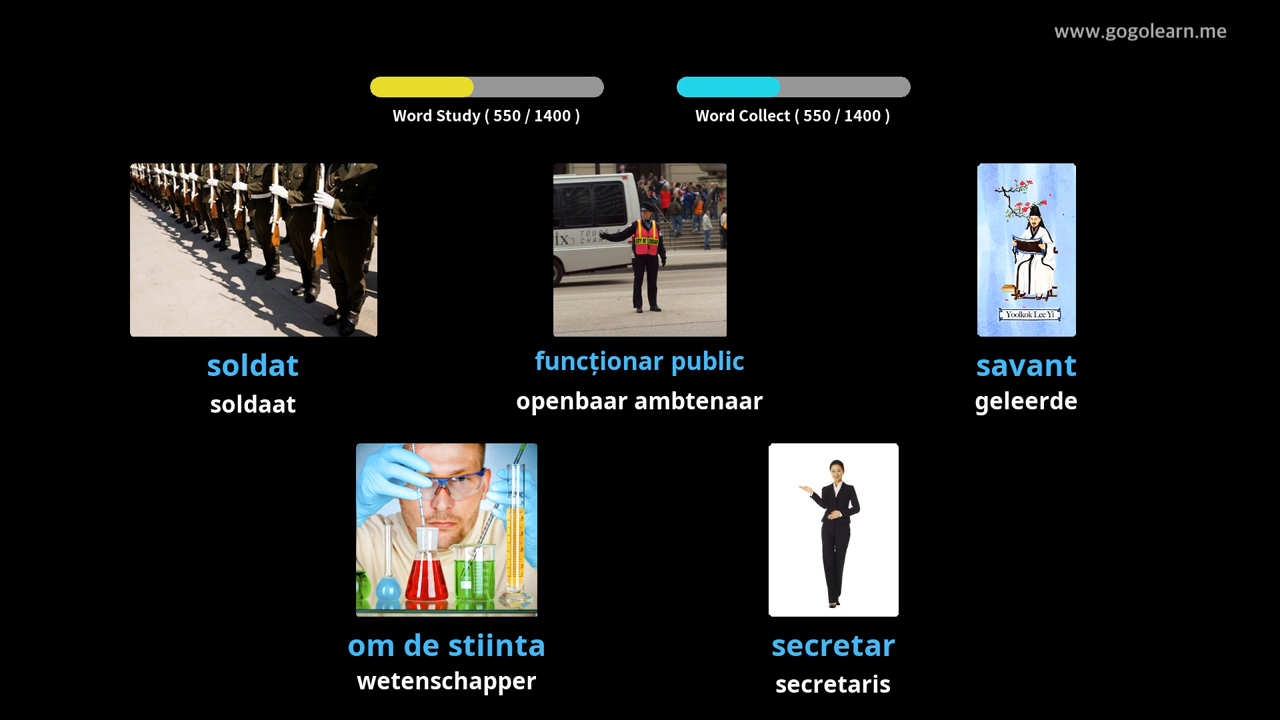 www.gogolearn.me
Word Study ( 550 / 1400 )
Word Collect ( 550 / 1400 )
soldat
soldaat
funcționar public
openbaar ambtenaar
Yoolkok Lee Yi
savant
geleerde
om de stiinta
wetenschapper
secretar
secretaris